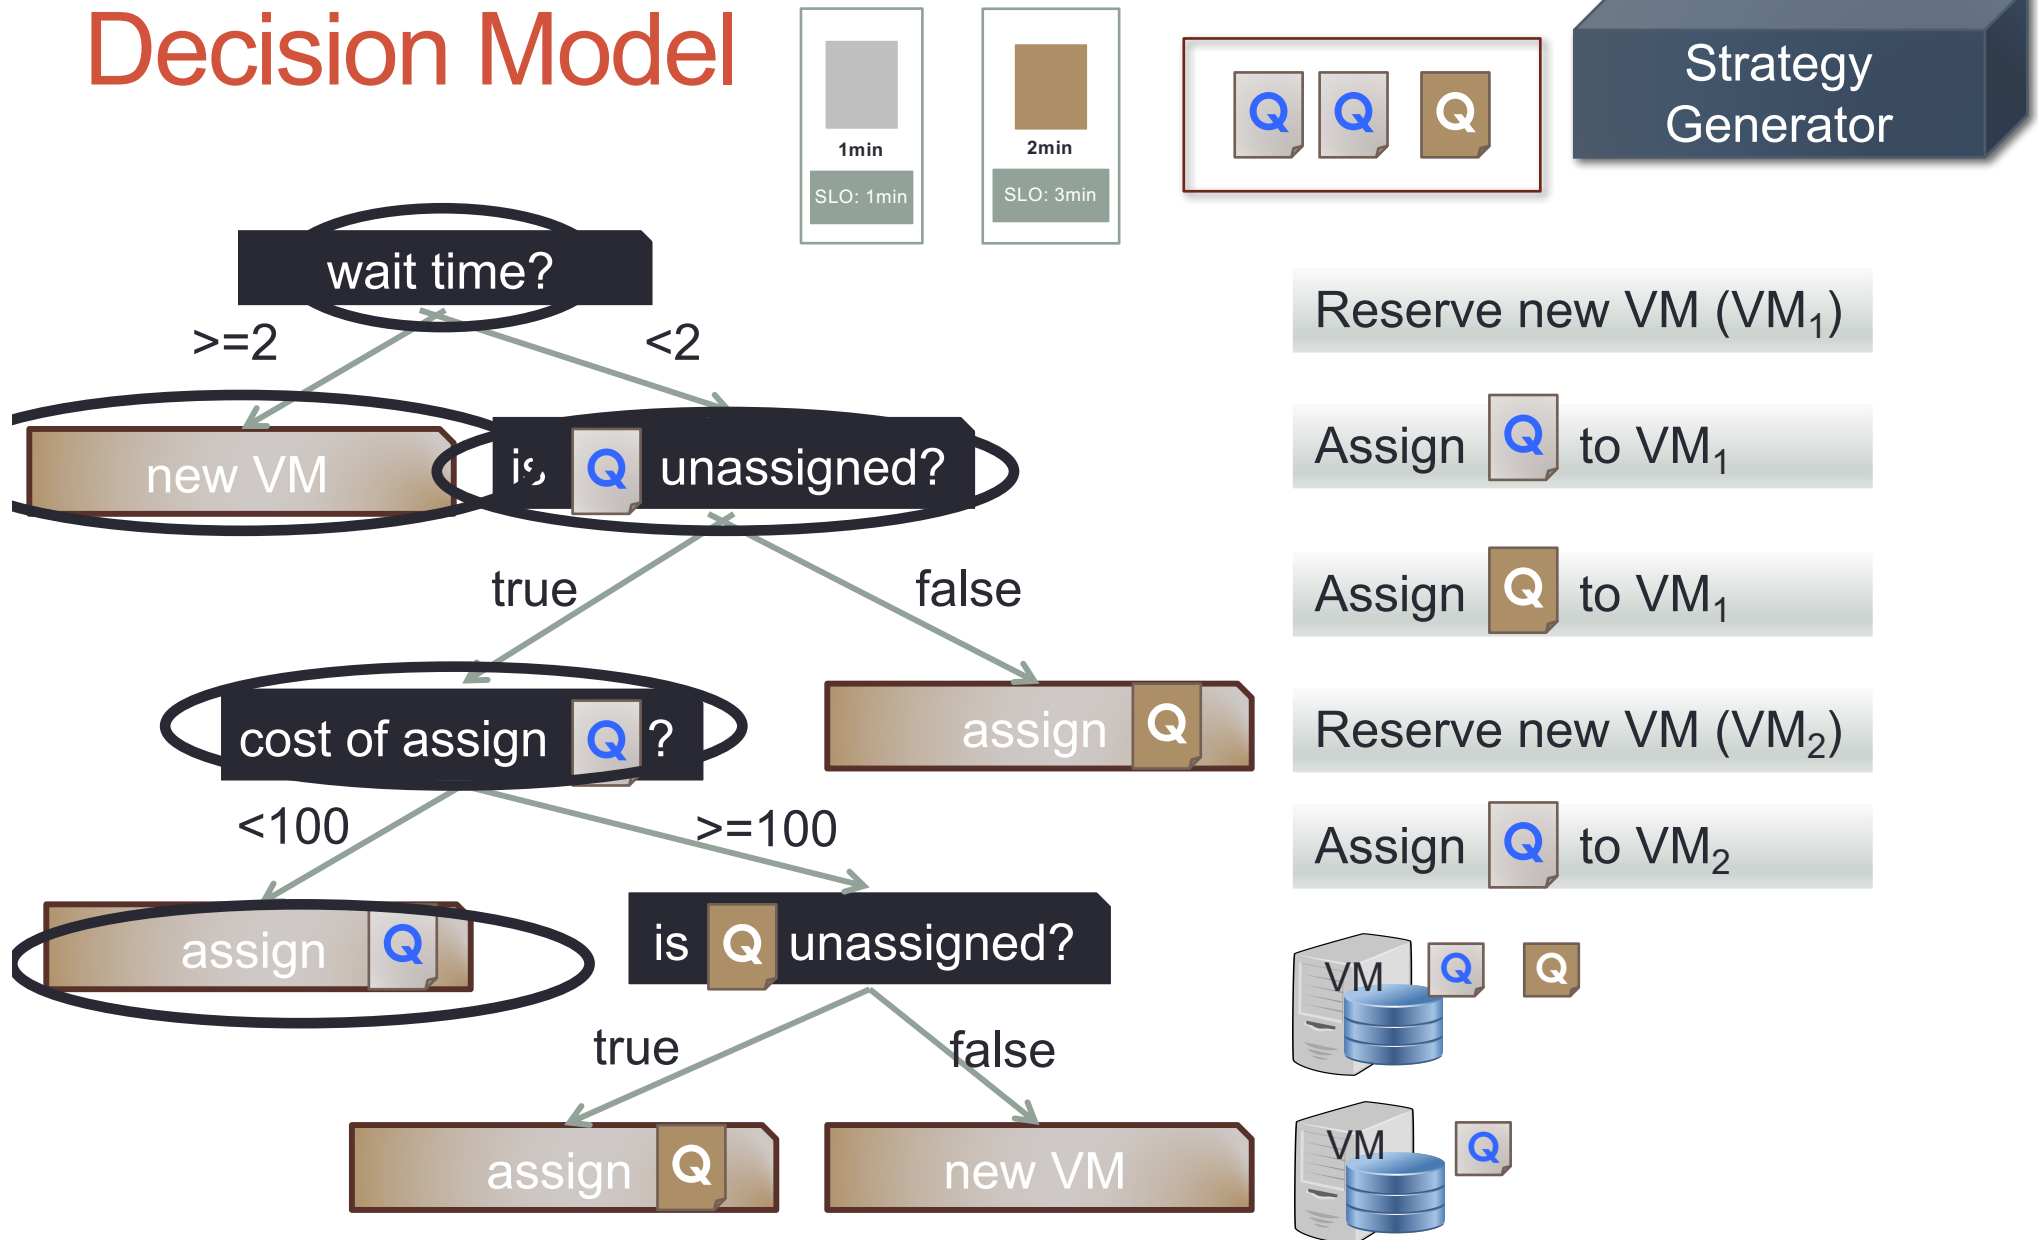 Decision Model
1min
SLO: 1min
2min
SLO: 3min
Q Q Q
Strategy
Generator
wait time?
>=2
<2
new VM
is Q unassigned?
true
false
cost of assign Q ?
assign Q
<100
>=100
assign Q
is Q unassigned?
true
false
assign Q
new VM
Reserve new VM (VM1)
Assign Q to VM1
Assign Q to VM1
Reserve new VM (VM2)
Assign Q to VM2
VM Q Q
VM Q